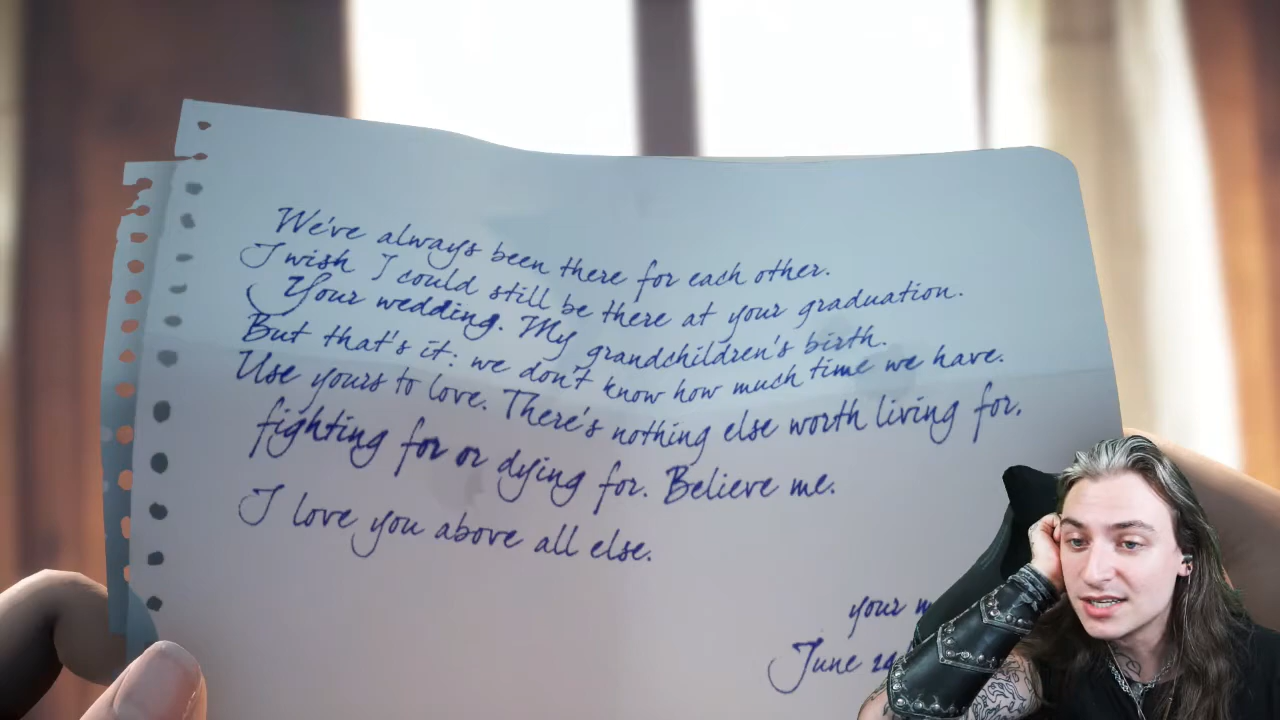 We've always been there for each other.
I wish I could still be there at your graduation.
Your wedding. My grandchildren's birth.
But that's it: we don't know how much time we have.
Use yours to love. There's nothing else worth living for,
fighting for or dying for. Believe me.
I love you above all else.
your
June